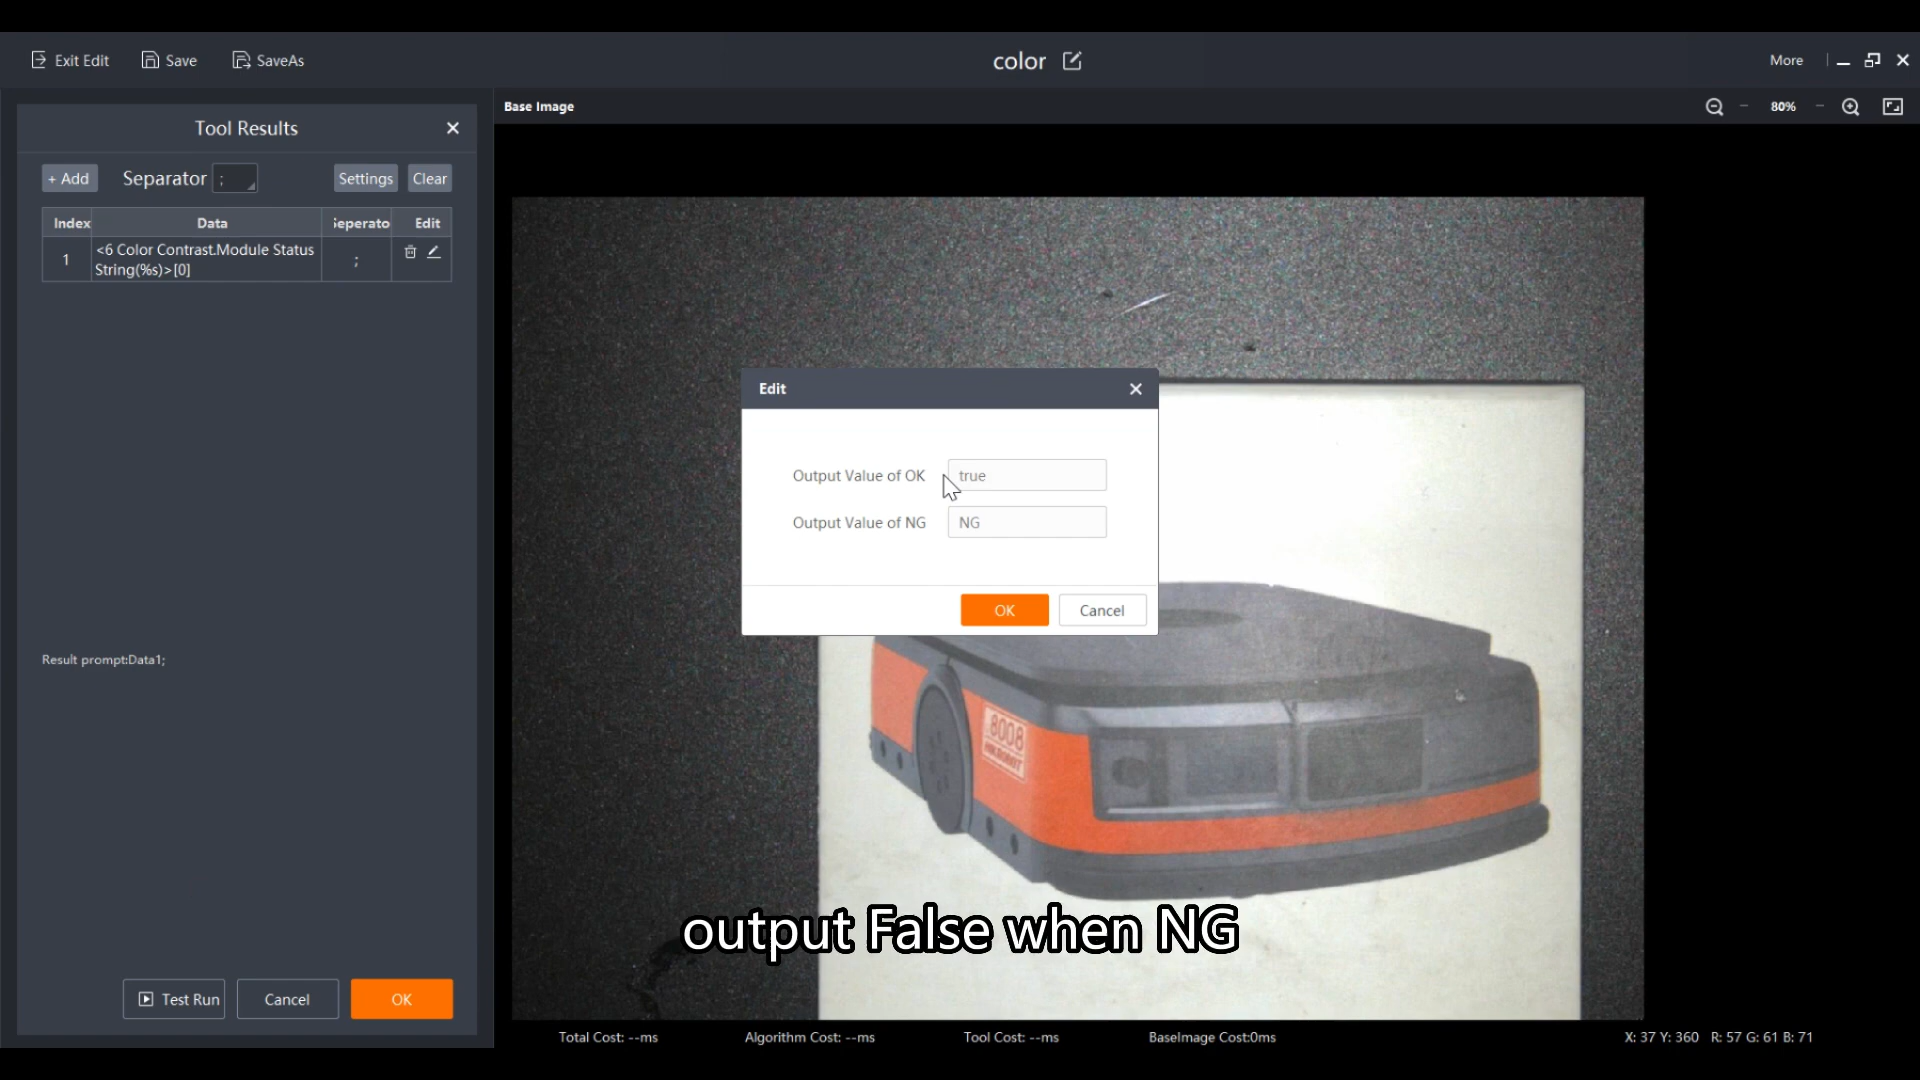 Exit Edit
Save
SaveAs
color
More
Tool Results
Base Image
80%
+ Add
Separator
;
Settings
Clear
Index
Data
Seperato
Edit
1
<6 Color Contrast.Module Status
String(%s)>[0]
;
Edit
Output Value of OK
true
Output Value of NG
NG
OK
Cancel
Result prompt:Data1;
8008
output False when NG
Test Run
Cancel
OK
Total Cost: --ms
Algorithm Cost: --ms
Tool Cost: --ms
BaseImage Cost:0ms
X: 37 Y: 360 R: 57 G: 61 B: 71